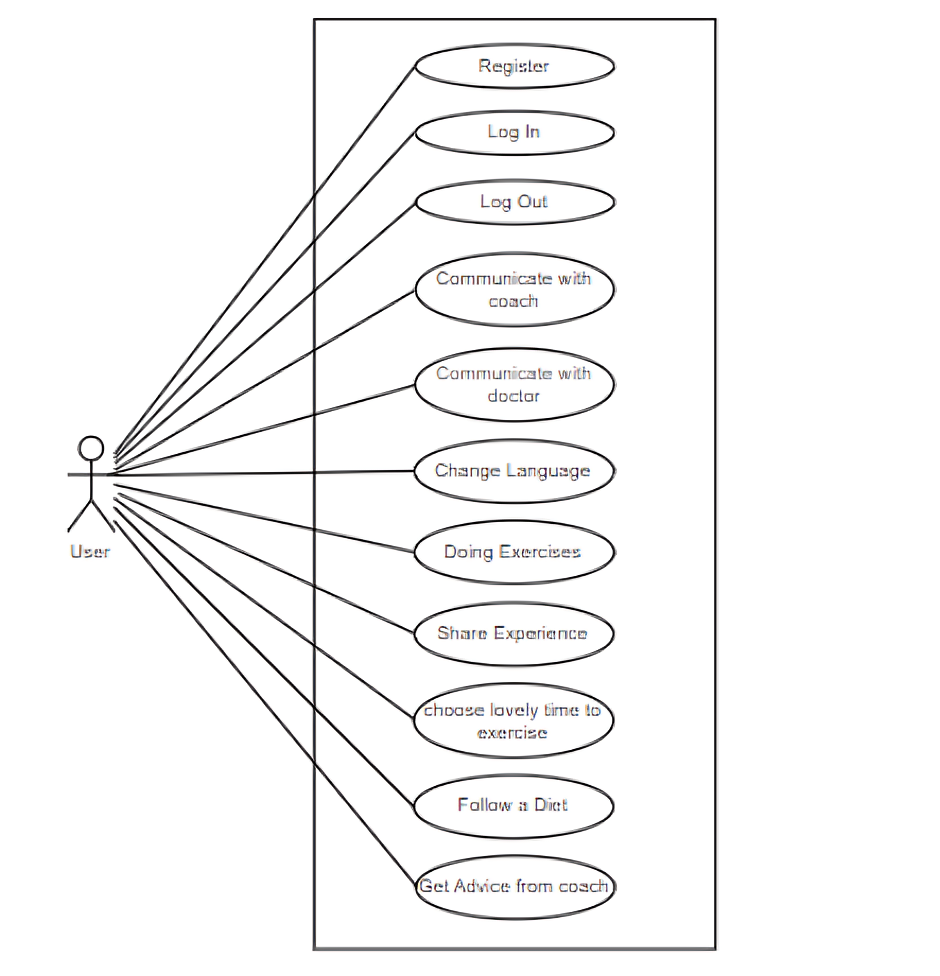 Register
Log In
Log Out
Communicate with
coach
Communicate with
doctor
Change Language
Doing Exercises
User
Share Experience
choose lovely time to
exercise
Follow a Diet
Get Advice from coach